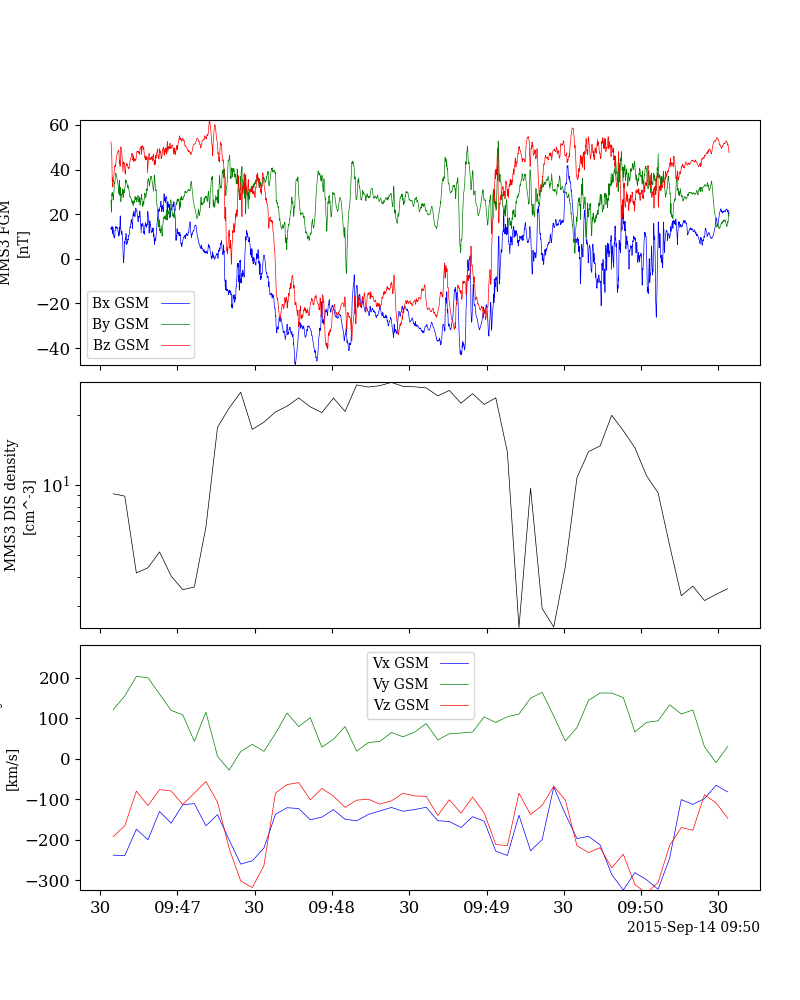 60
40
20
0
−20
−40
MMS3 FGM
[nT]
Bx GSM
By GSM
Bz GSM
10^1
MMS3 DIS density
[cm^-3]
200
100
0
−100
−200
−300
[km/s]
Vx GSM
Vy GSM
Vz GSM
30 09:47 30 09:48 30 09:49 30 09:50 30
2015-Sep-14 09:50